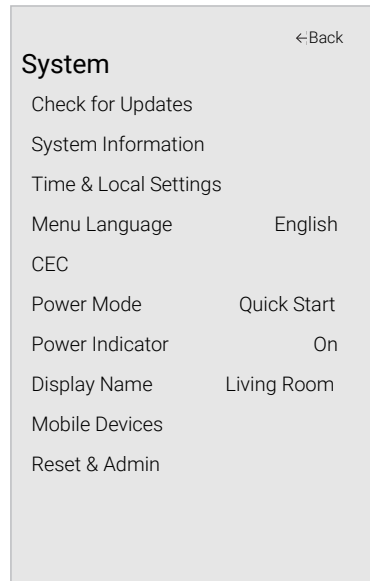 ←Back
System
Check for Updates
System Information
Time & Local Settings
Menu Language English
CEC
Power Mode Quick Start
Power Indicator On
Display Name Living Room
Mobile Devices
Reset & Admin